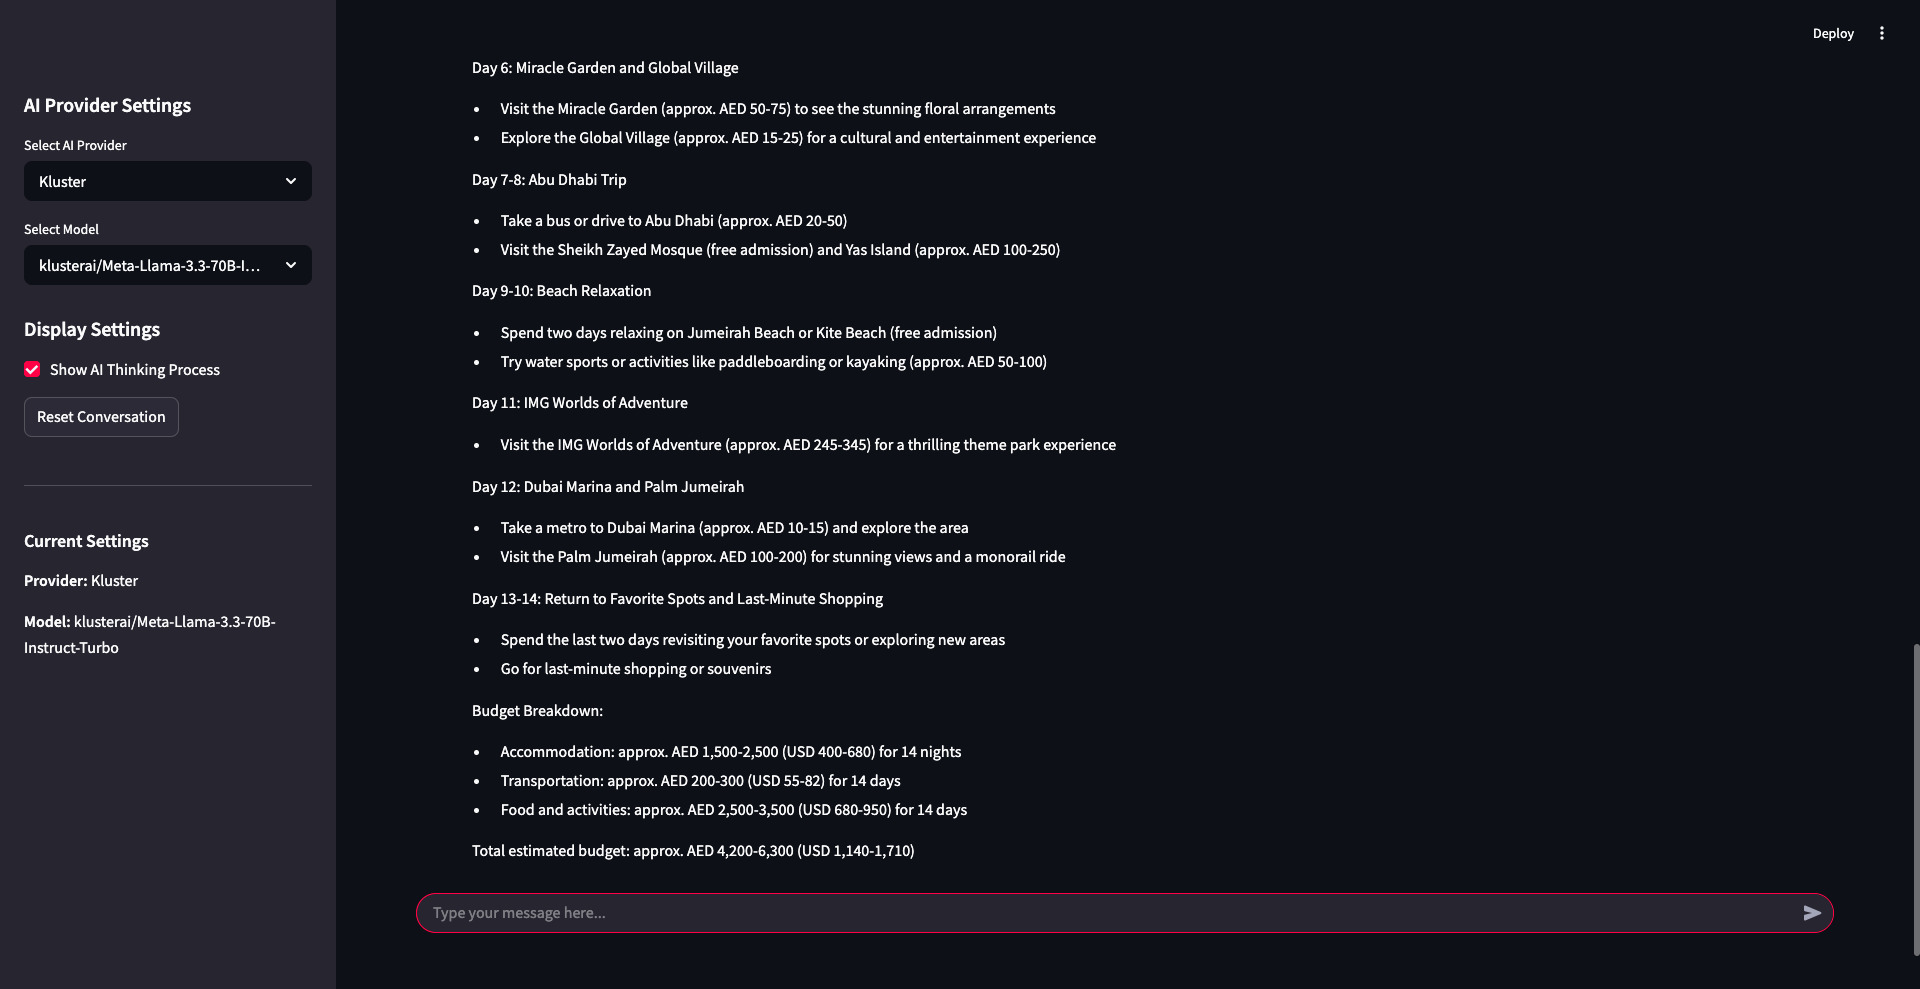 Deploy
AI Provider Settings
Select AI Provider
Kluster
Select Model
klusterai/Meta-Llama-3.3-70B-I...
Display Settings
Show AI Thinking Process
Reset Conversation
Current Settings
Provider: Kluster
Model: klusterai/Meta-Llama-3.3-70B-
Instruct-Turbo
Day 6: Miracle Garden and Global Village
• Visit the Miracle Garden (approx. AED 50-75) to see the stunning floral arrangements
• Explore the Global Village (approx. AED 15-25) for a cultural and entertainment experience
Day 7-8: Abu Dhabi Trip
• Take a bus or drive to Abu Dhabi (approx. AED 20-50)
• Visit the Sheikh Zayed Mosque (free admission) and Yas Island (approx. AED 100-250)
Day 9-10: Beach Relaxation
• Spend two days relaxing on Jumeirah Beach or Kite Beach (free admission)
• Try water sports or activities like paddleboarding or kayaking (approx. AED 50-100)
Day 11: IMG Worlds of Adventure
• Visit the IMG Worlds of Adventure (approx. AED 245-345) for a thrilling theme park experience
Day 12: Dubai Marina and Palm Jumeirah
• Take a metro to Dubai Marina (approx. AED 10-15) and explore the area
• Visit the Palm Jumeirah (approx. AED 100-200) for stunning views and a monorail ride
Day 13-14: Return to Favorite Spots and Last-Minute Shopping
• Spend the last two days revisiting your favorite spots or exploring new areas
• Go for last-minute shopping or souvenirs
Budget Breakdown:
• Accommodation: approx. AED 1,500-2,500 (USD 400-680) for 14 nights
• Transportation: approx. AED 200-300 (USD 55-82) for 14 days
• Food and activities: approx. AED 2,500-3,500 (USD 680-950) for 14 days
Total estimated budget: approx. AED 4,200-6,300 (USD 1,140-1,710)
Type your message here...